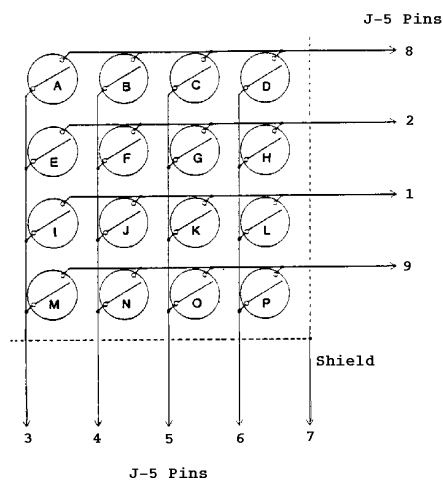 J-5 Pins
8
A B C D
2
E F G H
1
I J K L
9
M N O P
Shield
3 4 5 6 7
J-5 Pins